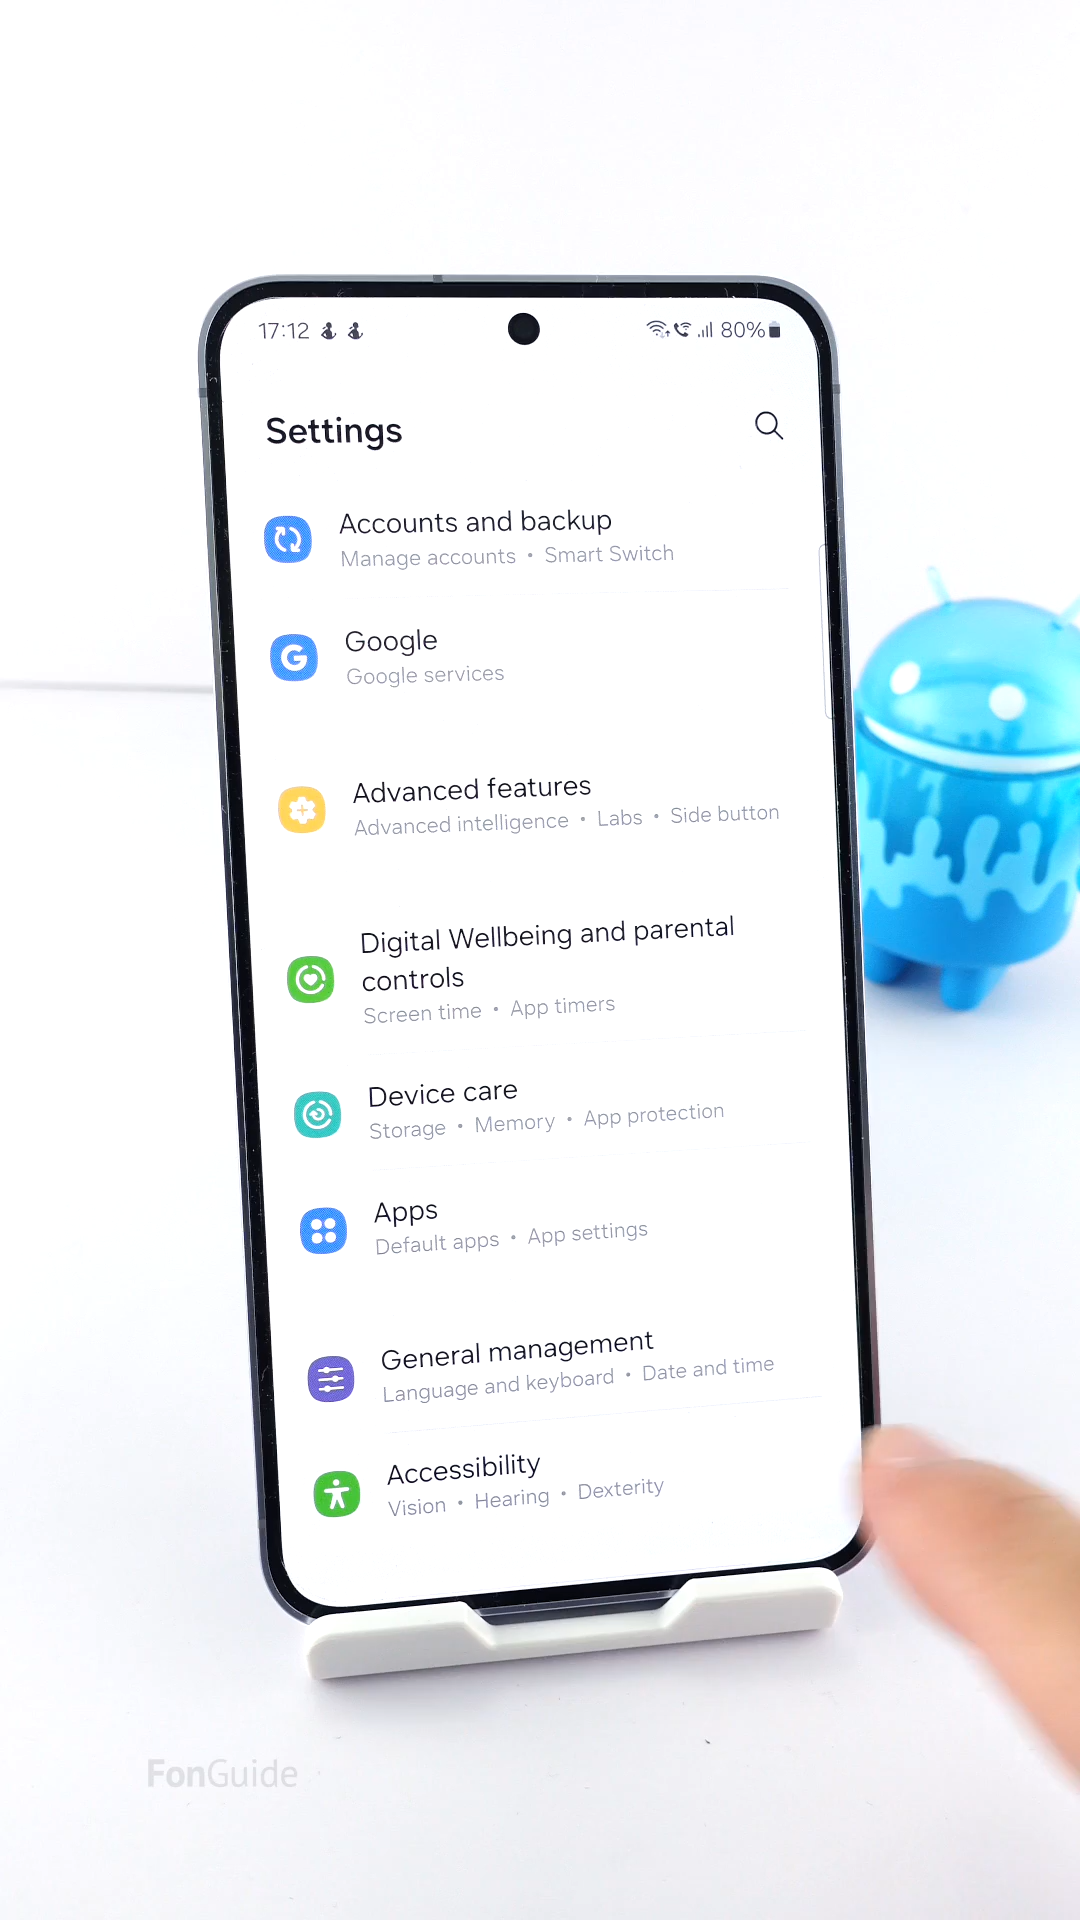 17:12 80%
Settings
Accounts and backup
Manage accounts • Smart Switch
Google
Google services
Advanced features
Advanced intelligence • Labs • Side button
Digital Wellbeing and parental
controls
Screen time • App timers
Device care
Storage • Memory • App protection
Apps
Default apps • App settings
General management
Language and keyboard • Date and time
Accessibility
Vision • Hearing • Dexterity
FonGuide